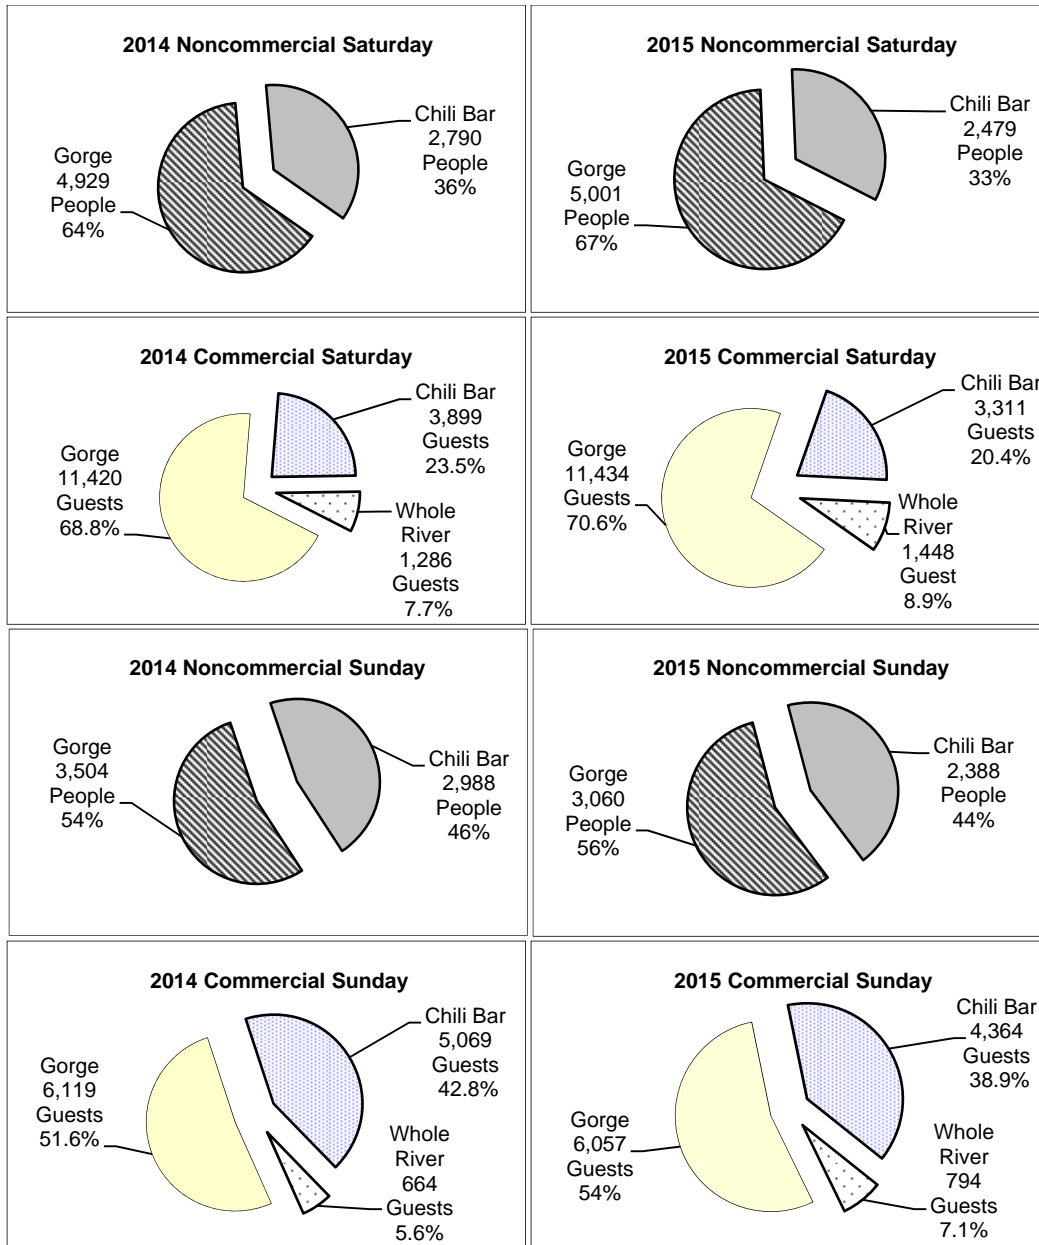 2014 Noncommercial Saturday
Gorge
4,929
People
64%
Chili Bar
2,790
People
36%
2015 Noncommercial Saturday
Gorge
5,001
People
67%
Chili Bar
2,479
People
33%
2014 Commercial Saturday
Gorge
11,420
Guests
68.8%
Chili Bar
3,899
Guests
23.5%
Whole
River
1,286
Guests
7.7%
2015 Commercial Saturday
Gorge
11,434
Guests
70.6%
Chili Bar
3,311
Guests
20.4%
Whole
River
1,448
Guest
8.9%
2014 Noncommercial Sunday
Gorge
3,504
People
54%
Chili Bar
2,988
People
46%
2015 Noncommercial Sunday
Gorge
3,060
People
56%
Chili Bar
2,388
People
44%
2014 Commercial Sunday
Gorge
6,119
Guests
51.6%
Chili Bar
5,069
Guests
42.8%
Whole
River
664
Guests
5.6%
2015 Commercial Sunday
Gorge
6,057
Guests
54%
Chili Bar
4,364
Guests
38.9%
Whole
River
794
Guests
7.1%